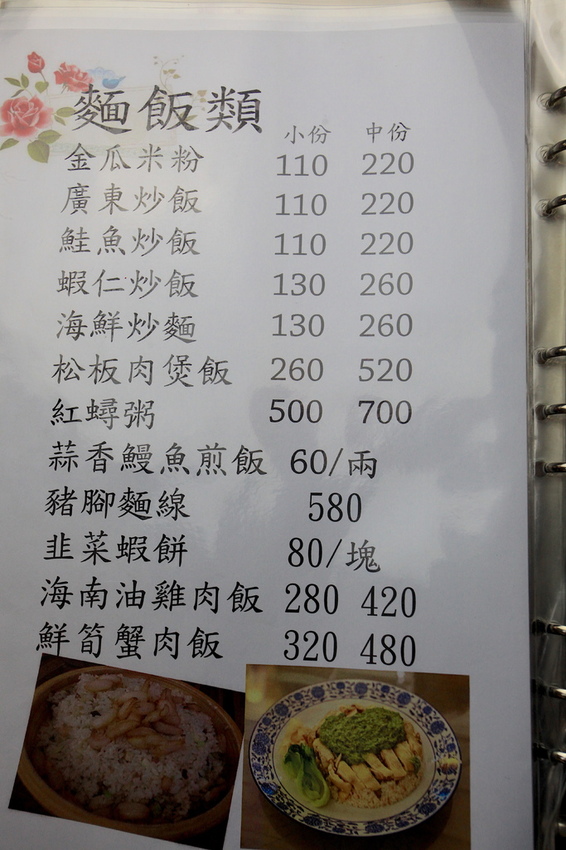 麵飯類
小份 中份
金瓜米粉 110 220
廣東炒飯 110 220
鮭魚炒飯 110 220
蝦仁炒飯 130 260
海鮮炒麵 130 260
松板肉煲飯 260 520
紅蟳粥 500 700
蒜香鰻魚煎飯 60/兩
豬腳麵線 580
韭菜蝦餅 80/塊
海南油雞肉飯 280 420
鮮筍蟹肉飯 320 480